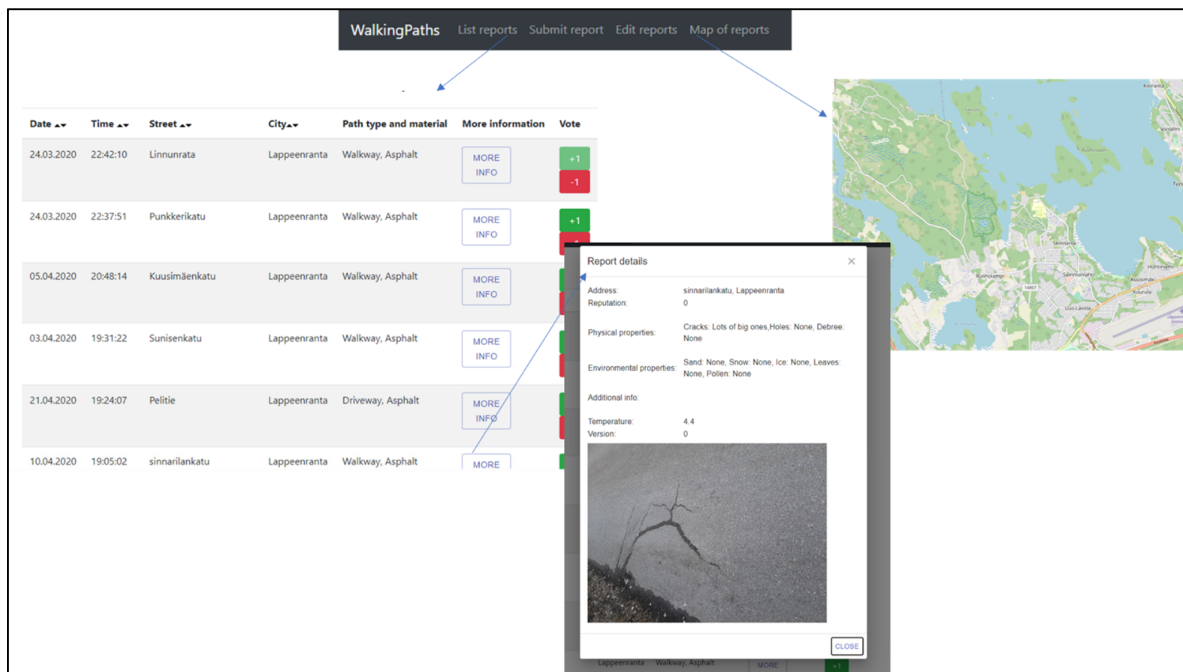 WalkingPaths List reports Submit report Edit reports Map of reports
Date Time Street City Path type and material More information Vote
24.03.2020 22:42:10 Linnunrata Lappeenranta Walkway, Asphalt MORE INFO +1 -1
24.03.2020 22:37:51 Punkkerikatu Lappeenranta Walkway, Asphalt MORE INFO +1
05.04.2020 20:48:14 Kuusimäenkatu Lappeenranta Walkway, Asphalt MORE INFO
03.04.2020 19:31:22 Sunisenkatu Lappeenranta Walkway, Asphalt MORE INFO
21.04.2020 19:24:07 Pelitie Lappeenranta Driveway, Asphalt MORE INFO
10.04.2020 19:05:02 sinnarilankatu Lappeenranta Walkway, Asphalt MORE
Report details ×
Address: sinnarilankatu, Lappeenranta
Reputation: 0
Physical properties: Cracks: Lots of big ones,Holes: None, Debree: None
Environmental properties: Sand: None, Snow: None, Ice: None, Leaves: None, Pollen: None
Additional info:
Temperature: 4.4
Version: 0
CLOSE
Lappeenranta Walkway, Asphalt MORE +1